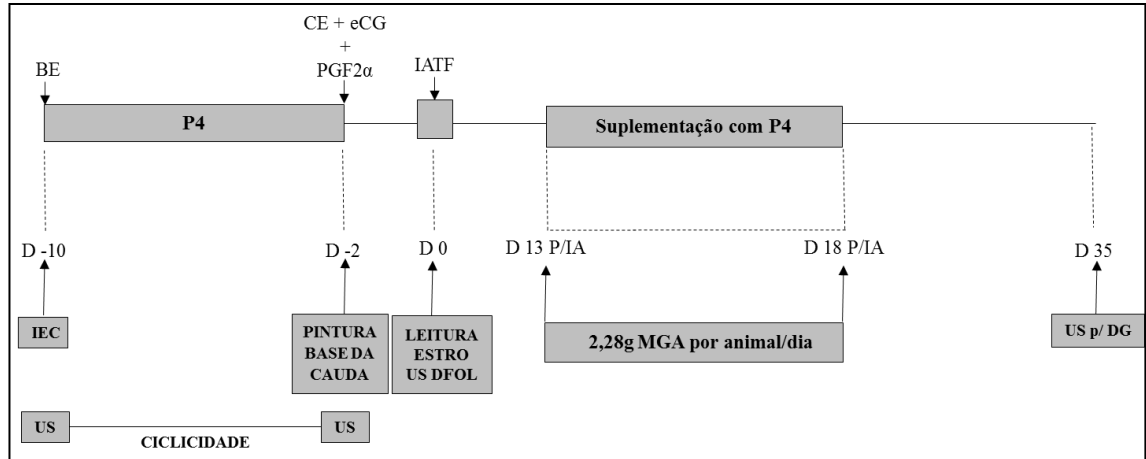 CE + eCG
+
PGF2α
BE
IATF
P4
Suplementação com P4
D -10
D -2
D 0
D 13 P/IA
D 18 P/IA
D 35
IEC
PINTURA
BASE DA
CAUDA
LEITURA
ESTRO
US DFOL
2,28g MGA por animal/dia
US p/ DG
US
CICLICIDADE
US